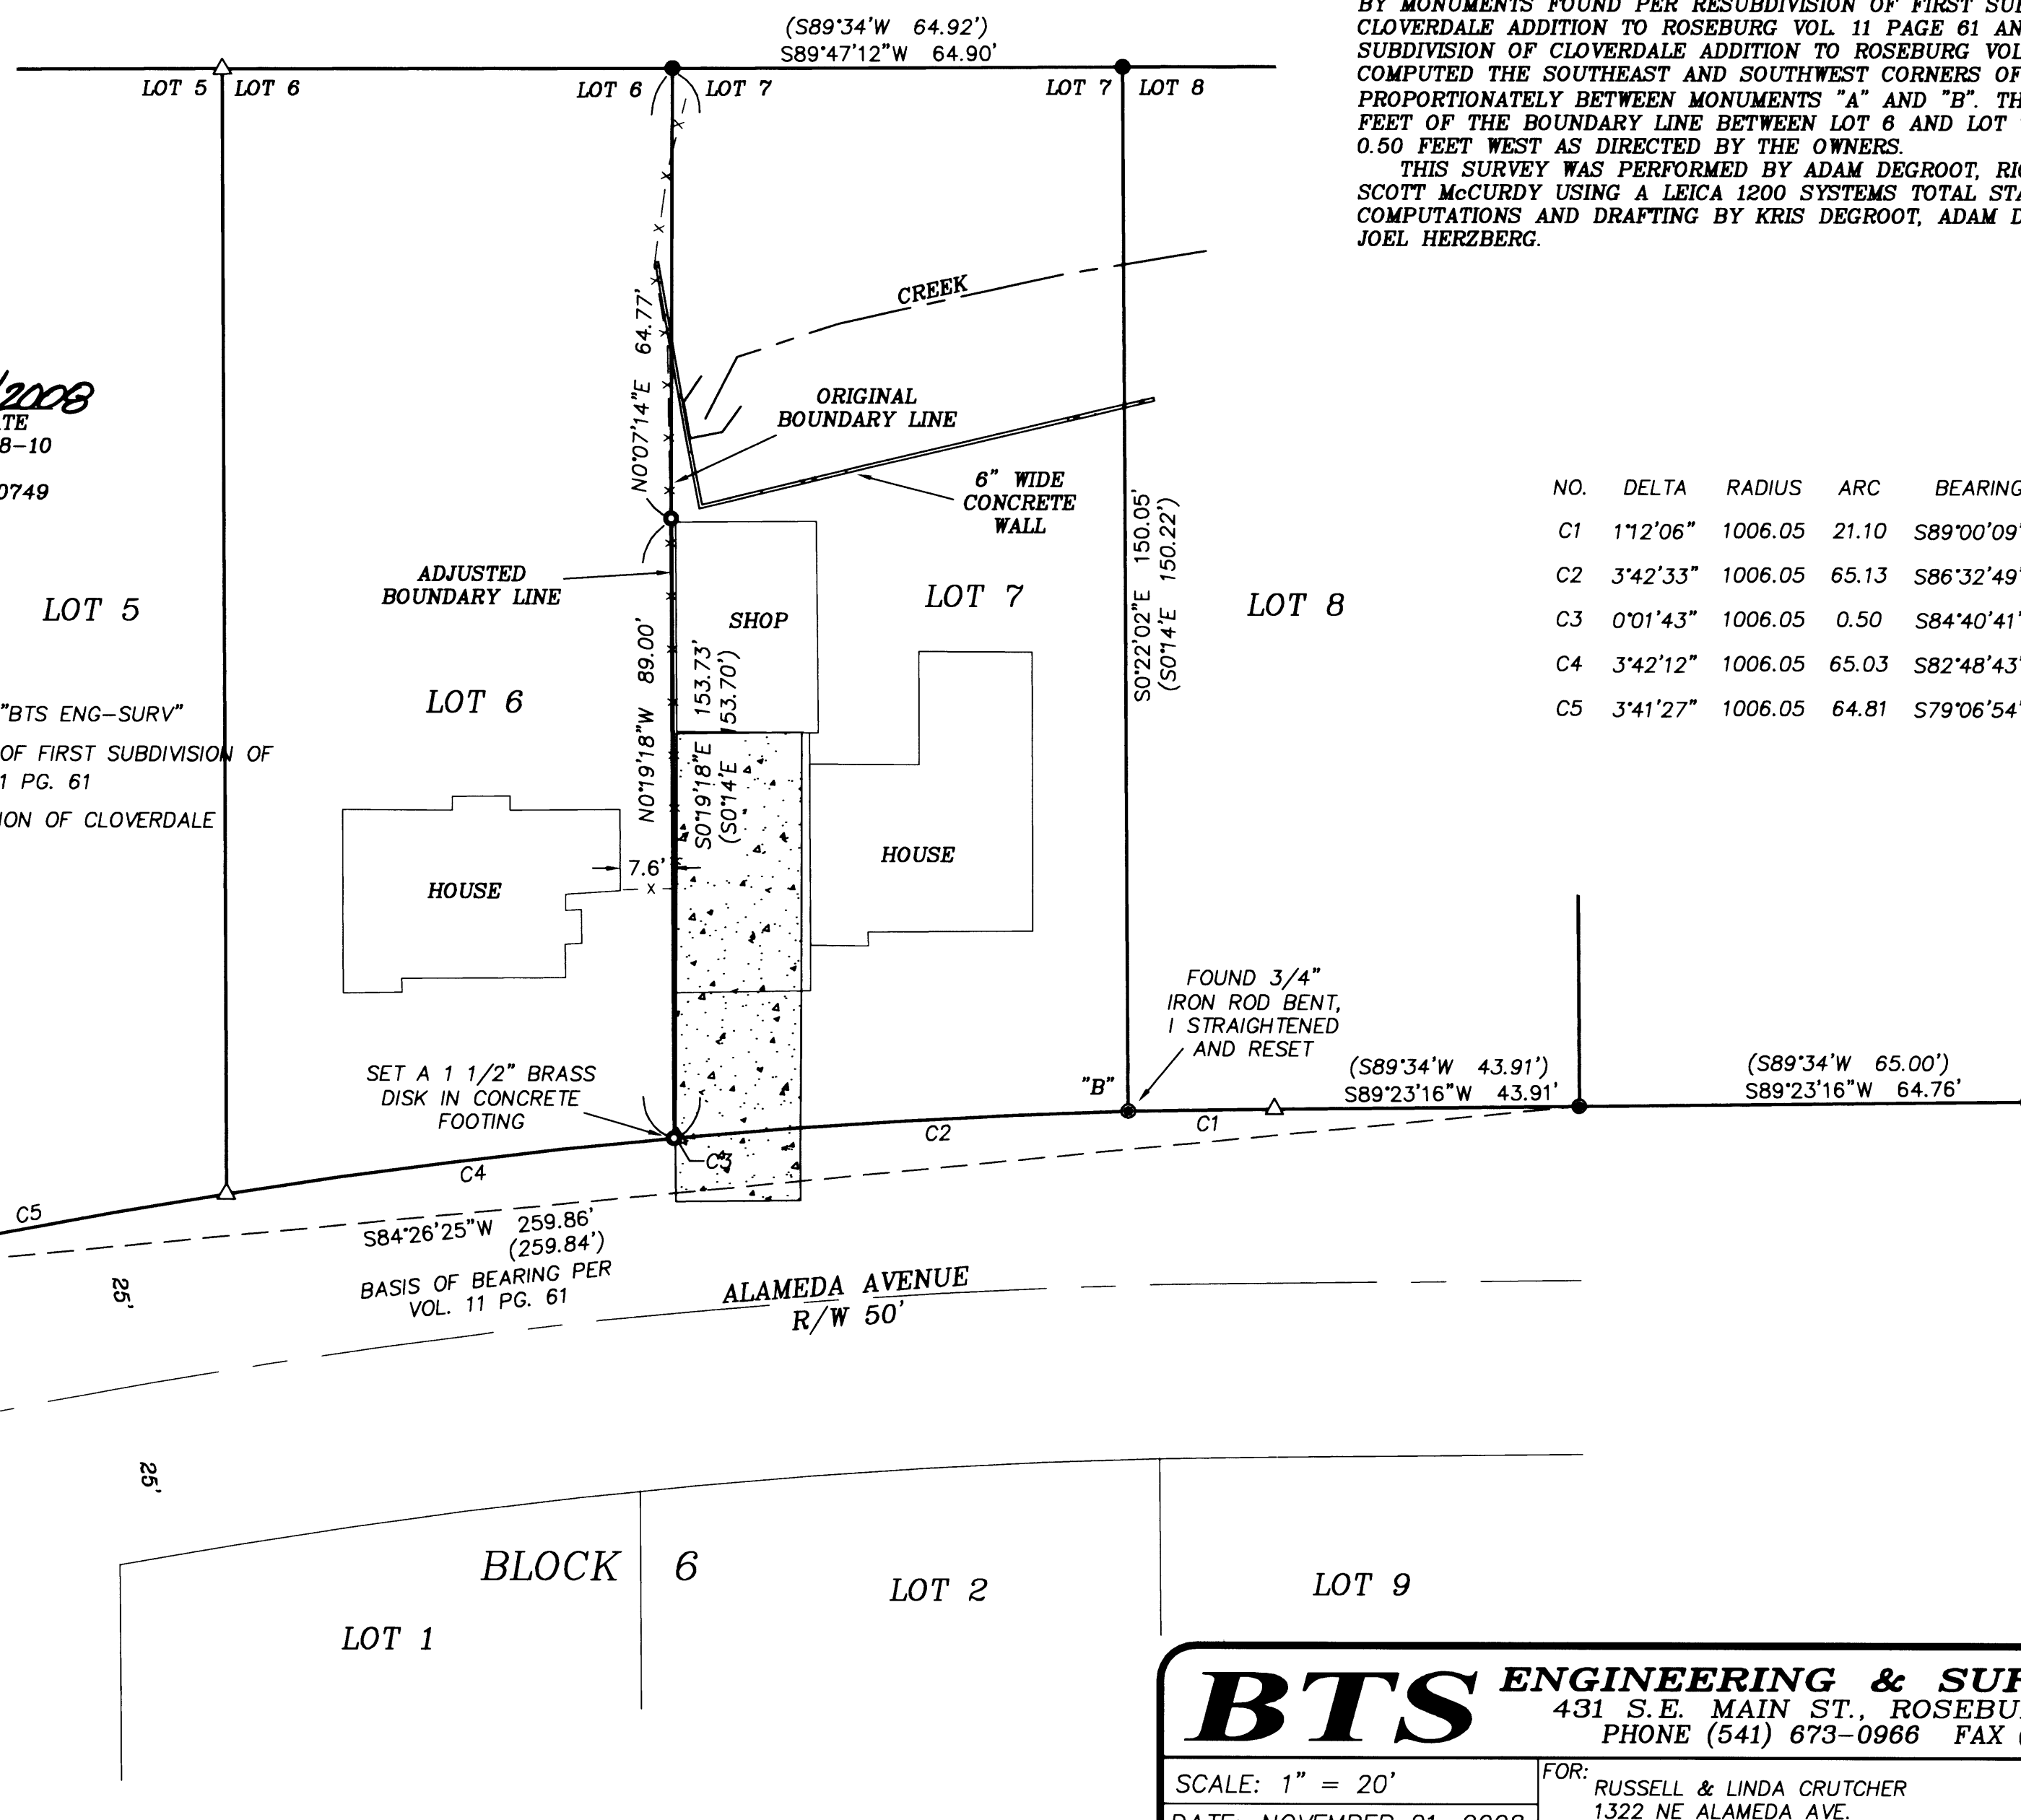 (S89°34'W 64.92')
S89°47'12"W 64.90'
LOT 5 LOT 6
LOT 6 LOT 7
LOT 7 LOT 8
BY MONUMENTS FOUND PER RESUBDIVISION OF FIRST
CLOVERDALE ADDITION TO ROSEBURG VOL. 11 PAGE 61
SUBDIVISION OF CLOVERDALE ADDITION TO ROSEBURG
COMPUTED THE SOUTHEAST AND SOUTHWEST CORNERS OF
PROPORTIONATELY BETWEEN MONUMENTS "A" AND "B".
FEET OF THE BOUNDARY LINE BETWEEN LOT 6 AND LOT
0.50 FEET WEST AS DIRECTED BY THE OWNERS.
THIS SURVEY WAS PERFORMED BY ADAM DEGROOT,
SCOTT McCURDY USING A LEICA 1200 SYSTEMS TOTAL
COMPUTATIONS AND DRAFTING BY KRIS DEGROOT, ADAM
JOEL HERZBERG.
CREEK
N0°07'14"E 64.77'
/2008
8-10
0749
ORIGINAL
BOUNDARY LINE
6" WIDE
CONCRETE
WALL
S0°22'02"E 150.05'
(S0°14'E 150.22')
NO. DELTA RADIUS ARC BEARING
C1 1°12'06" 1006.05 21.10 S89°00'09"
C2 3°42'33" 1006.05 65.13 S86°32'49"
C3 0°01'43" 1006.05 0.50 S84°40'41"
C4 3°42'12" 1006.05 65.03 S82°48'43"
C5 3°41'27" 1006.05 64.81 S79°06'54"
ADJUSTED
BOUNDARY LINE
LOT 5
LOT 6
SHOP
LOT 7
LOT 8
N0°19'18"W 89.00'
S0°19'18"E 153.73'
(S0°14'E 53.70')
"BTS ENG-SURV"
OF FIRST SUBDIVISION OF
1 PG. 61
ION OF CLOVERDALE
7.6'
HOUSE
HOUSE
FOUND 3/4"
IRON ROD BENT,
I STRAIGHTENED
AND RESET
"B"
SET A 1 1/2" BRASS
DISK IN CONCRETE
FOOTING
(S89°34'W 43.91')
S89°23'16"W 43.91'
(S89°34'W 65.00')
S89°23'16"W 64.76'
C1
C2
C3
C4
C5
S84°26'25"W 259.86'
(259.84')
BASIS OF BEARING PER
VOL. 11 PG. 61
25'
ALAMEDA AVENUE
R/W 50'
25'
BLOCK 6
LOT 1
LOT 2
LOT 9
BTS ENGINEERING &
431 S.E. MAIN ST.,
PHONE (541) 673-0966 FAX
SCALE: 1" = 20'
FOR: RUSSELL & LINDA CRUTCHER
1322 NE ALAMEDA AVE.